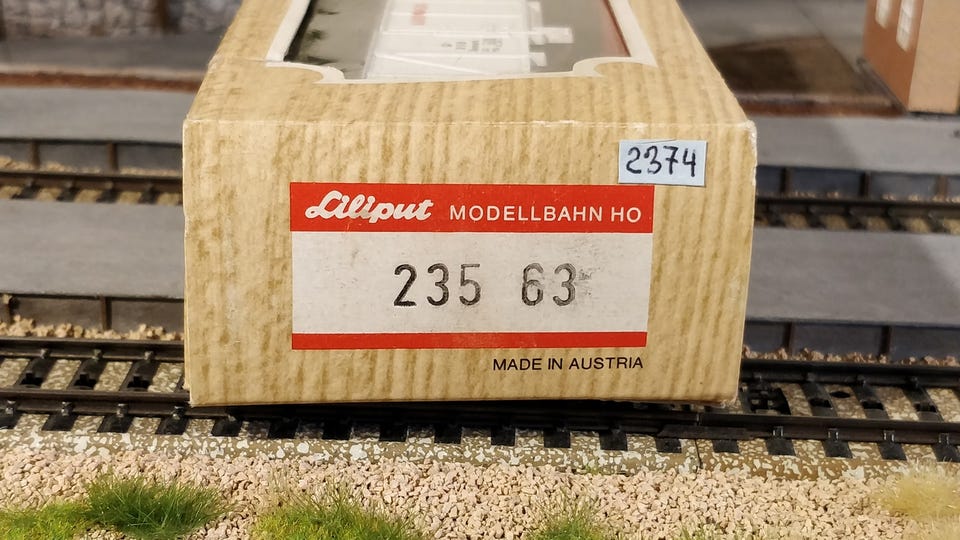 2374
Liliput MODELLBAHN HO
235 63
MADE IN AUSTRIA